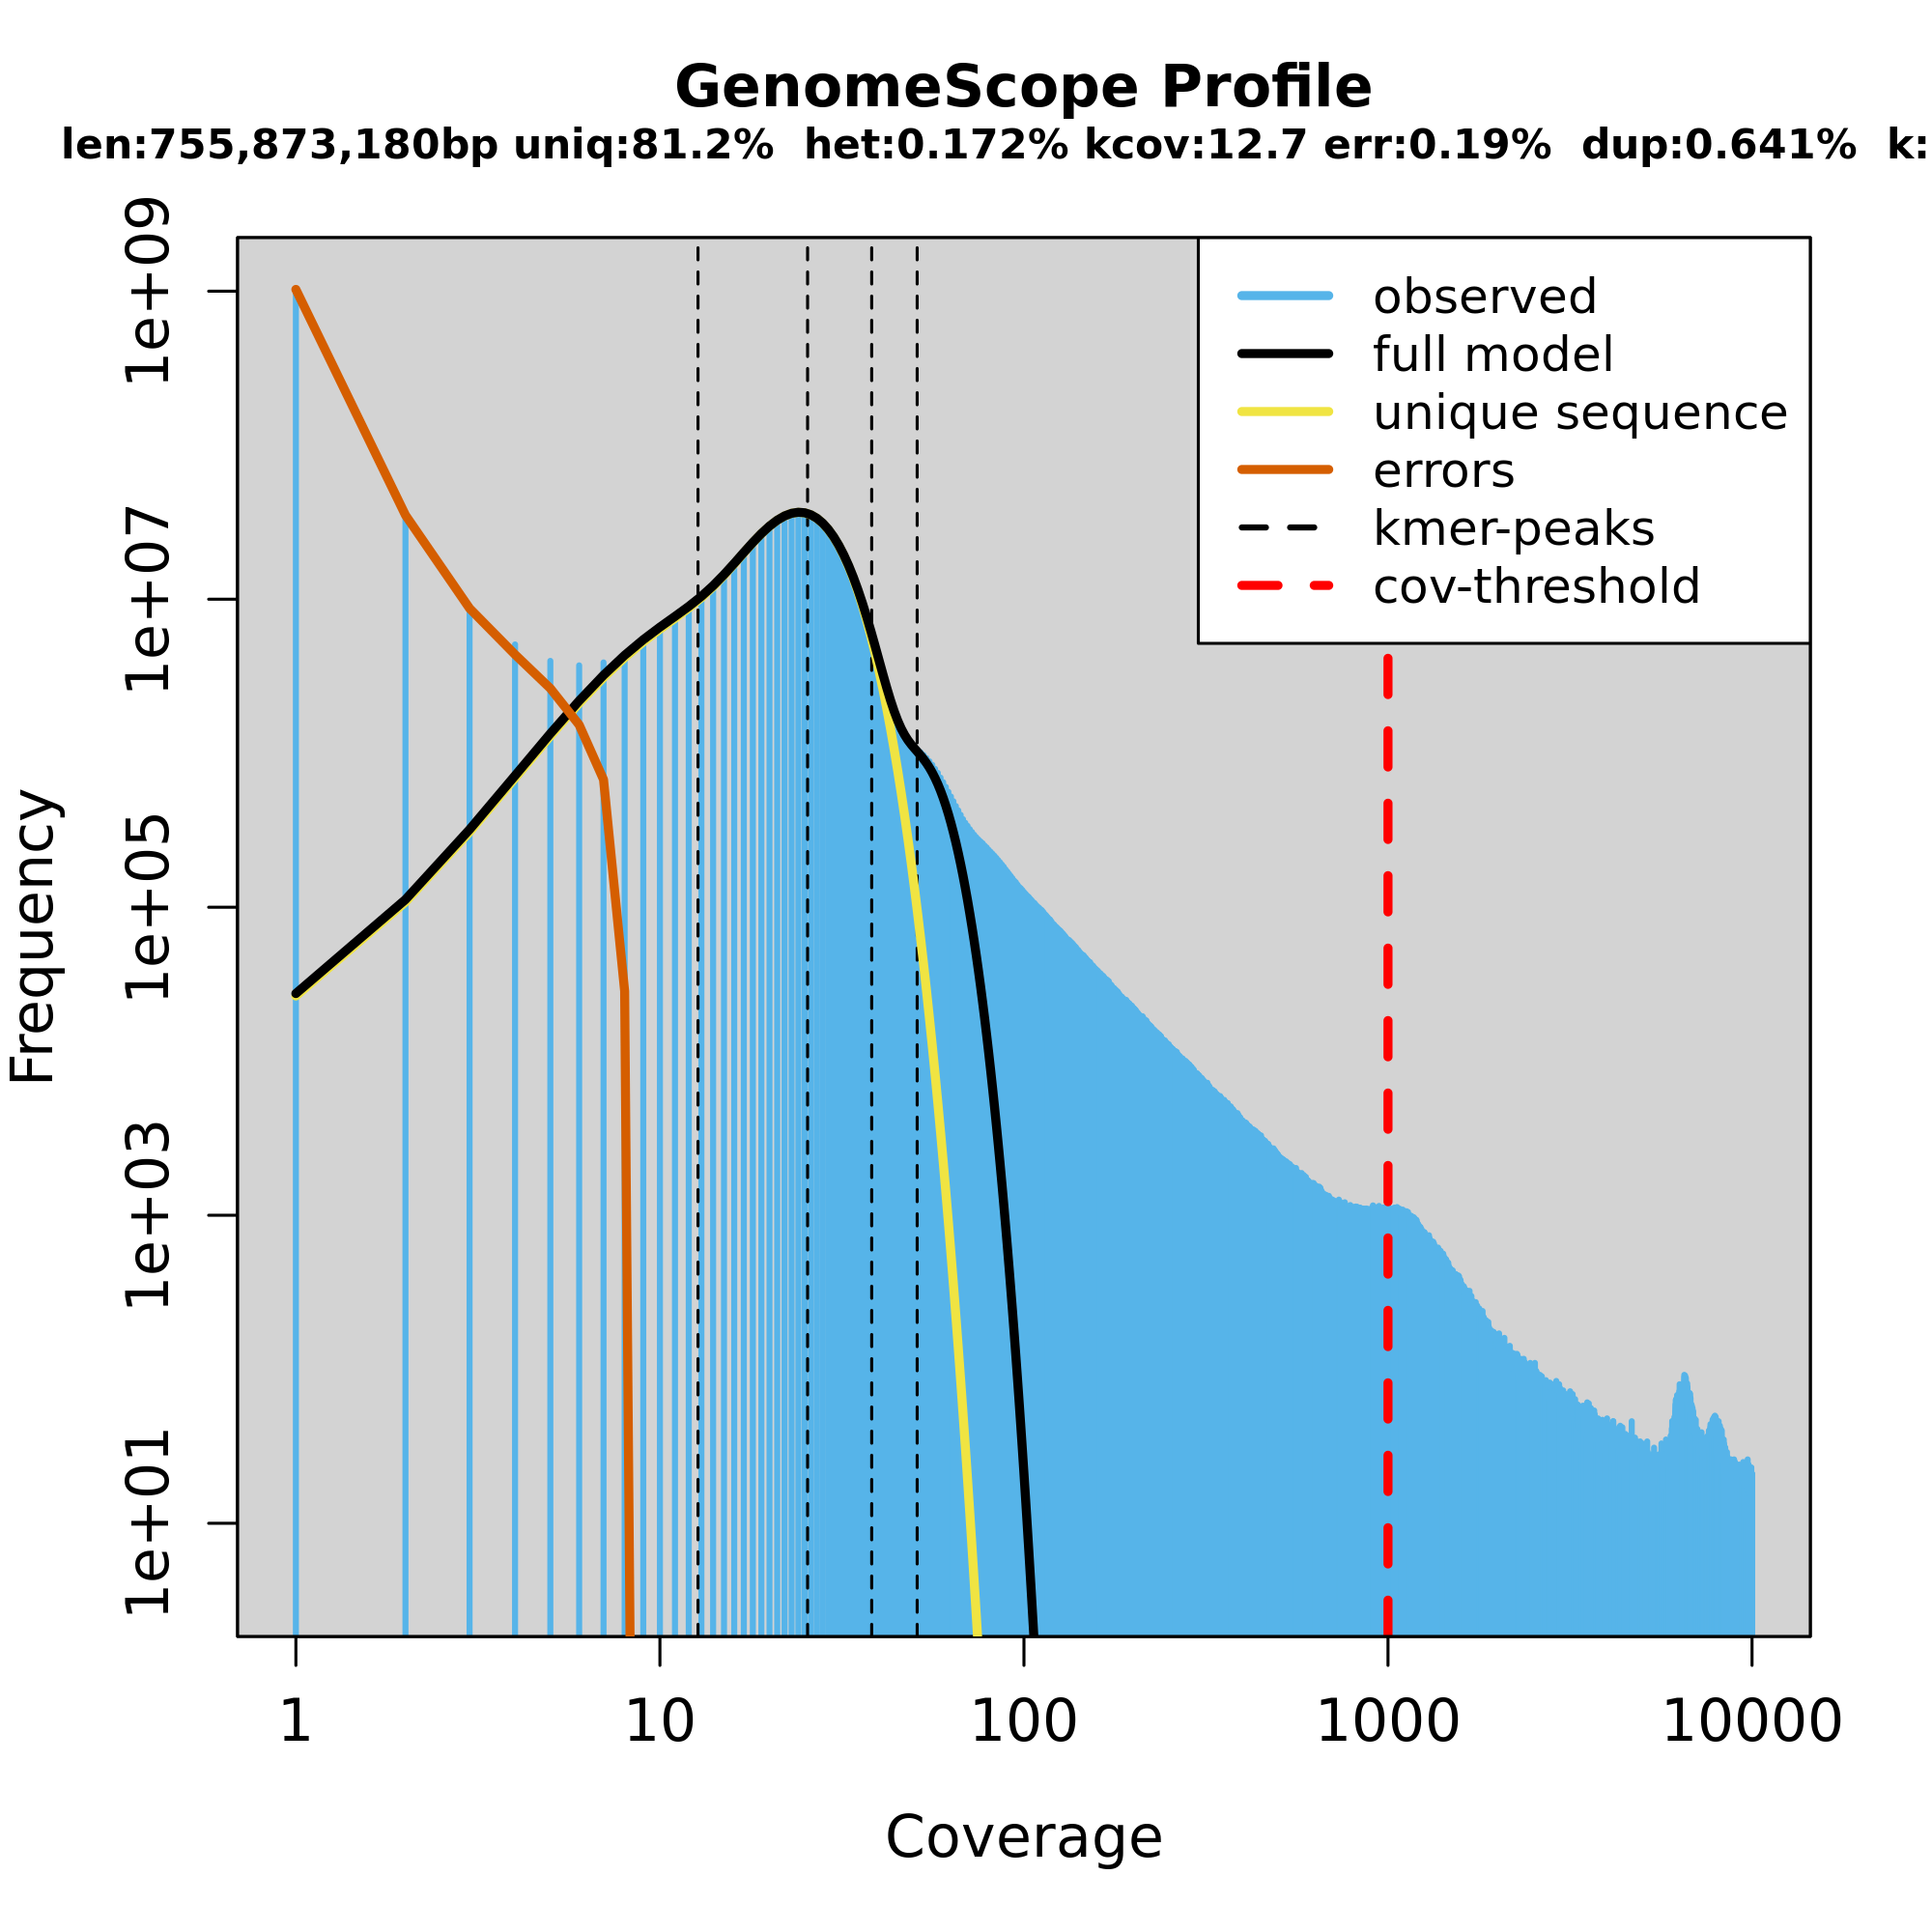 GenomeScope Profile
len:755,873,180bp uniq:81.2% het:0.172% kcov:12.7 err:0.19% dup:0.641% k:
1e+09
1e+07
1e+05
1e+03
1e+01
Frequency
observed
full model
unique sequence
errors
kmer-peaks
cov-threshold
1 10 100 1000 10000
Coverage